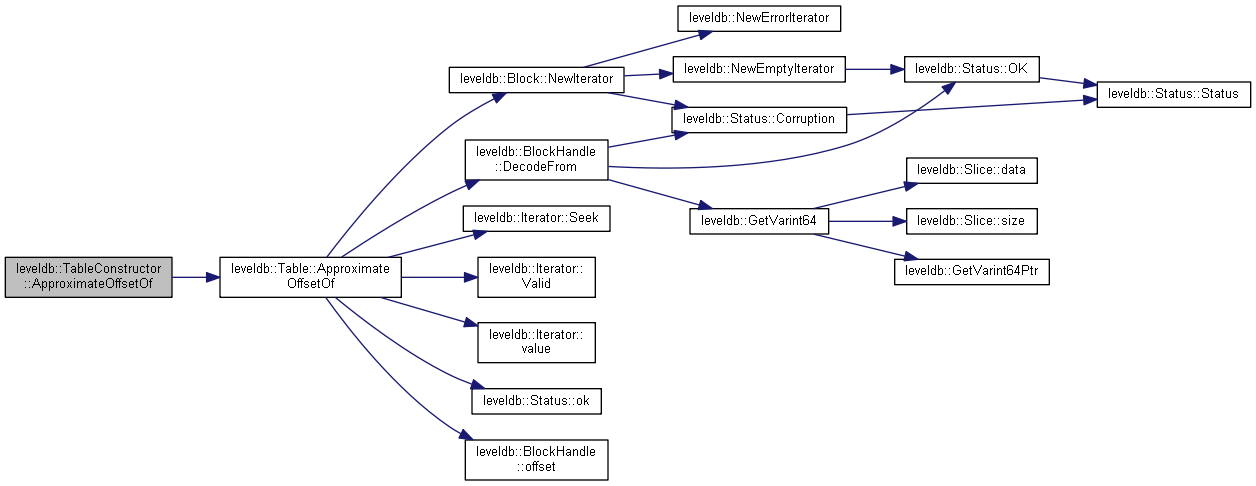 leveldb::TableConstructor
::ApproximateOffsetOf
leveldb::Table::Approximate
OffsetOf
leveldb::Block::NewIterator
leveldb::BlockHandle
::DecodeFrom
leveldb::Iterator::Seek
leveldb::Iterator::
Valid
leveldb::Iterator::
value
leveldb::Status::ok
leveldb::BlockHandle
::offset
leveldb::NewErrorIterator
leveldb::NewEmptyIterator
leveldb::Status::Corruption
leveldb::GetVarint64
leveldb::Status::OK
leveldb::Slice::data
leveldb::Slice::size
leveldb::GetVarint64Ptr
leveldb::Status::Status